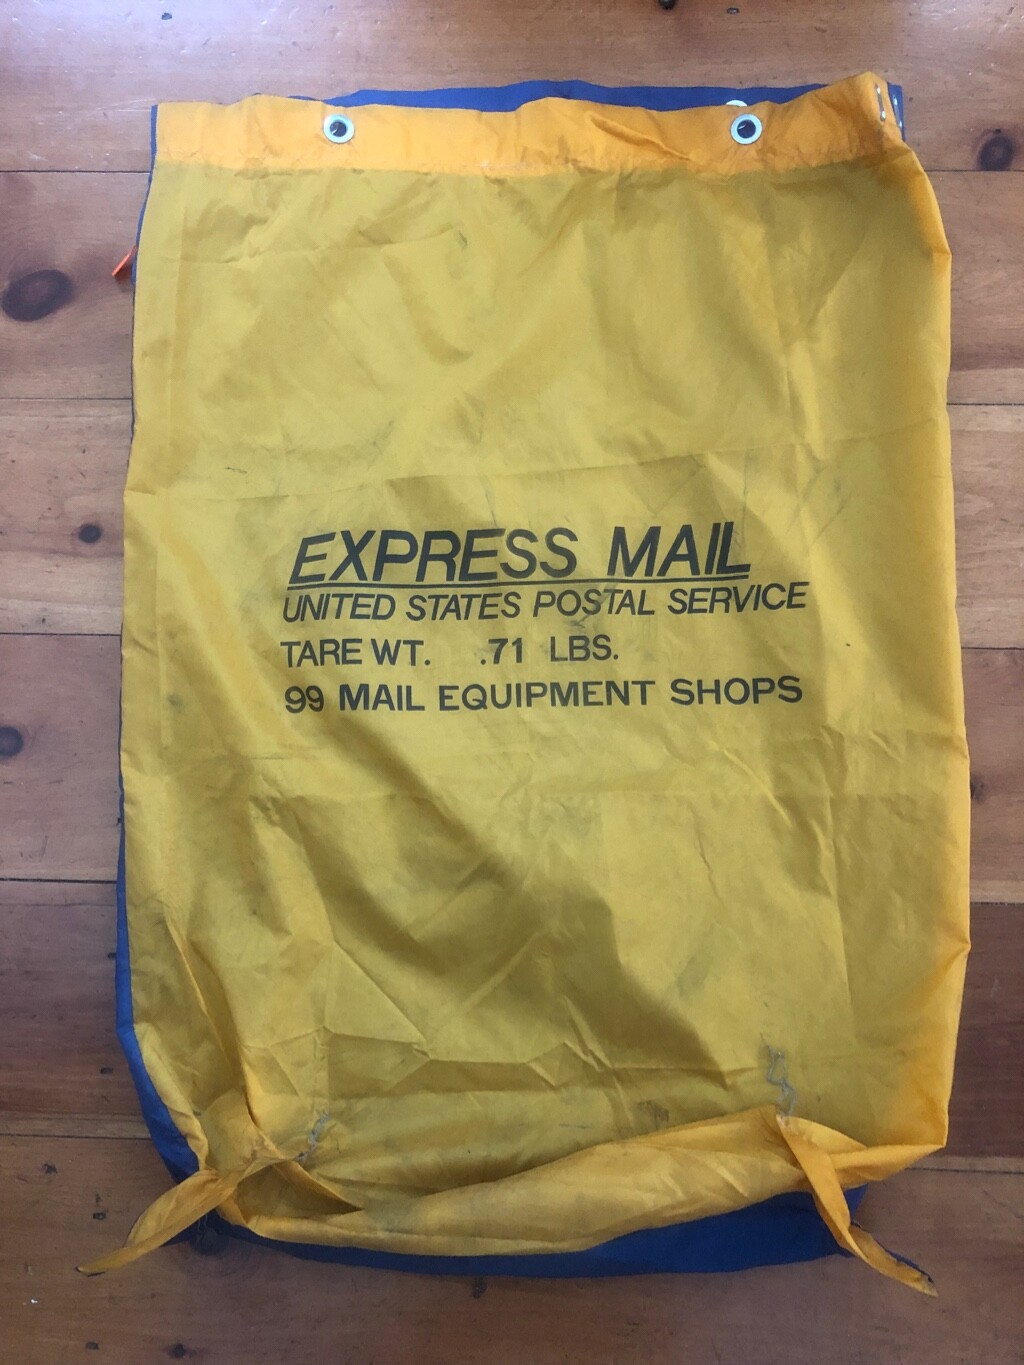 EXPRESS MAIL
UNITED STATES POSTAL SERVICE
TARE WT. .71 LBS.
99 MAIL EQUIPMENT SHOPS